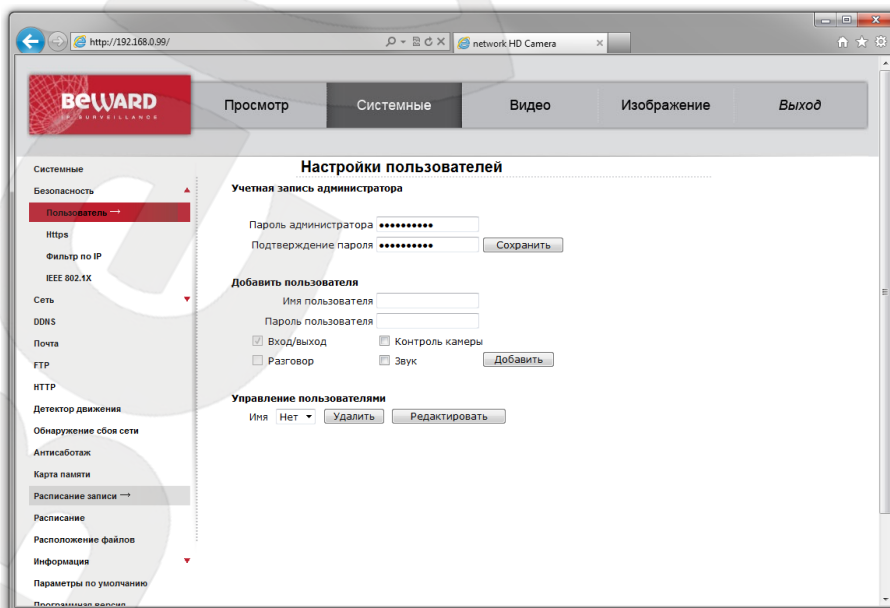 http://192.168.0.99/
network HD Camera
BEWARD
IP SURVEILLANCE
Просмотр
Системные
Видео
Изображение
Выход
Системные
Безопасность
Пользователь →
Https
Фильтр по IP
IEEE 802.1X
Сеть
DDNS
Почта
FTP
HTTP
Детектор движения
Обнаружение сбоя сети
Антисаботаж
Карта памяти
Расписание записи →
Расписание
Расположение файлов
Информация
Параметры по умолчанию
Программная версия
Настройки пользователей
Учетная запись администратора
Пароль администратора ••••••••••
Подтверждение пароля •••••••••• Сохранить
Добавить пользователя
Имя пользователя
Пароль пользователя
Вход/выход Контроль камеры
Разговор Звук Добавить
Управление пользователями
Имя Нет Удалить Редактировать